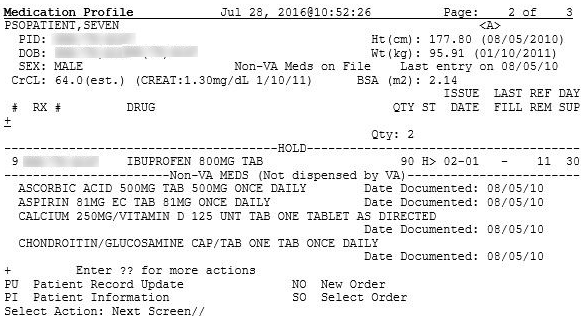 Medication Profile Jul 28, 2016@10:52:26 Page: 2 of 3
PSOPATIENT,SEVEN <A>
PID: Ht(cm): 177.80 (08/05/2010)
DOB: Wt(kg): 95.91 (01/10/2011)
SEX: MALE Non-VA Meds on File Last entry on 08/05/10
CrCL: 64.0(est.) (CREAT:1.30mg/dL 1/10/11) BSA (m2): 2.14
ISSUE LAST REF DAY
# RX # DRUG QTY ST DATE FILL REM SUP
+
Qty: 2
-HOLD-
9 IBUPROFEN 800MG TAB 90 H> 02-01 - 11 30
-Non-VA MEDS (Not dispensed by VA)-
ASCORBIC ACID 500MG TAB 500MG ONCE DAILY Date Documented: 08/05/10
ASPIRIN 81MG EC TAB 81MG ONCE DAILY Date Documented: 08/05/10
CALCIUM 250MG/VITAMIN D 125 UNT TAB ONE TABLET AS DIRECTED
Date Documented: 08/05/10
CHONDROITIN/GLUCOSAMINE CAP/TAB ONE TAB ONCE DAILY
Date Documented: 08/05/10
+ Enter ?? for more actions
PU Patient Record Update NO New Order
PI Patient Information SO Select Order
Select Action: Next Screen//